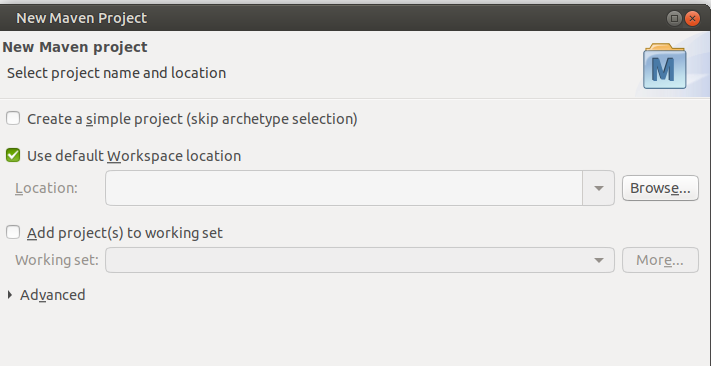 New Maven Project
New Maven project
Select project name and location
M
Create a simple project (skip archetype selection)
Use default Workspace location
Location:
Browse...
Add project(s) to working set
Working set:
More...
Advanced